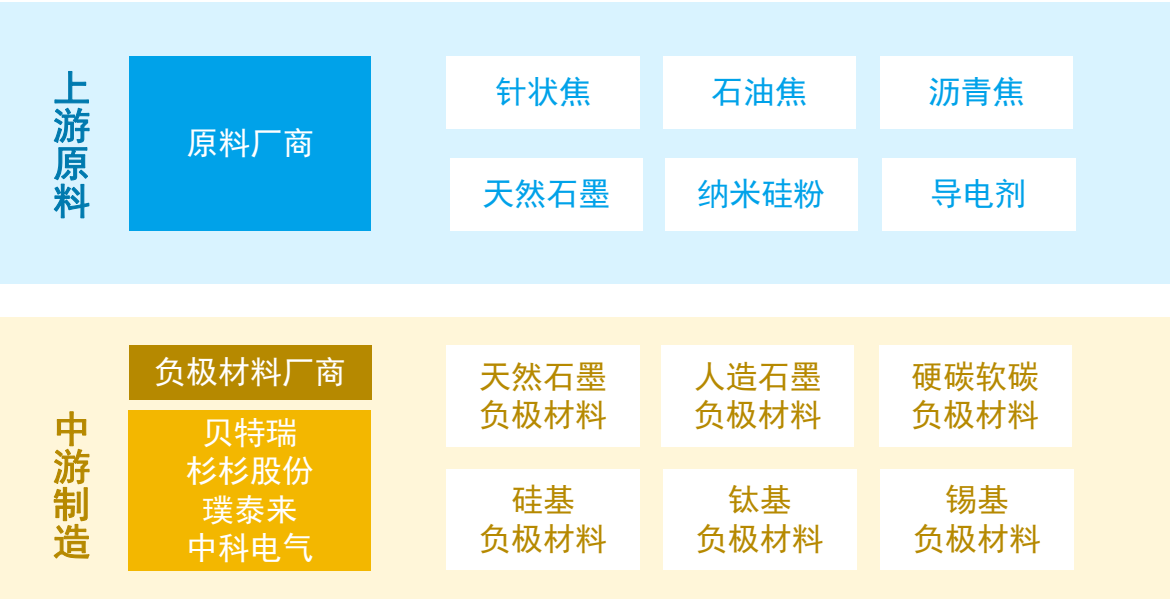 上游原料
原料厂商
针状焦
石油焦
沥青焦
天然石墨
纳米硅粉
导电剂
中游制造
负极材料厂商
贝特瑞
杉杉股份
璞泰来
中科电气
天然石墨
负极材料
人造石墨
负极材料
硬碳软碳
负极材料
硅基
负极材料
钛基
负极材料
锡基
负极材料